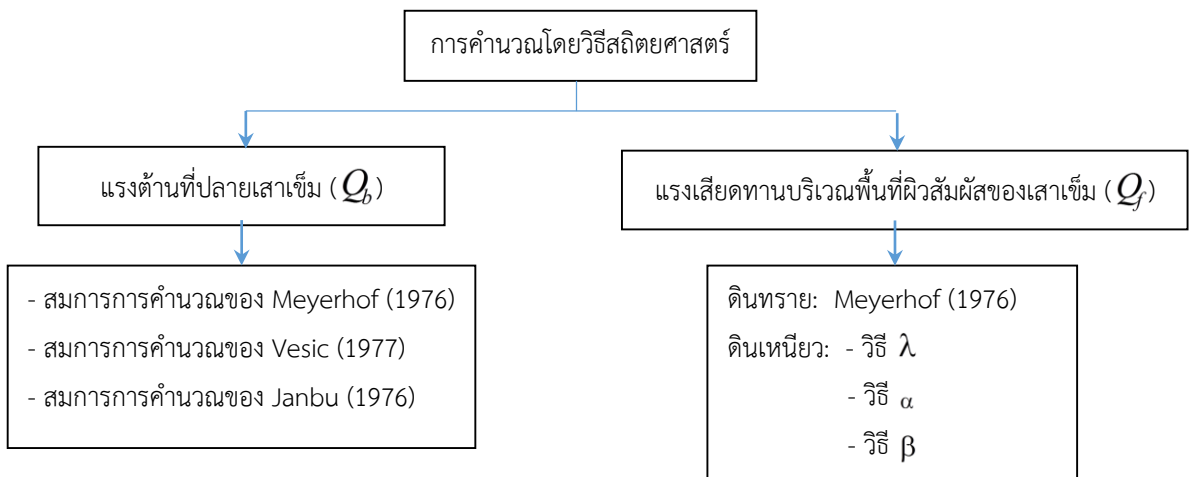 การคำนวณโดยวิธีสถิตยศาสตร์
แรงต้านที่ปลายเสาเข็ม (Q_b)
แรงเสียดทานบริเวณพื้นที่ผิวสัมผัสของเสาเข็ม (Q_f)
- สมการการคำนวณของ Meyerhof (1976)
- สมการการคำนวณของ Vesic (1977)
- สมการการคำนวณของ Janbu (1976)
ดินทราย: Meyerhof (1976)
ดินเหนียว: - วิธี λ
- วิธี α
- วิธี β